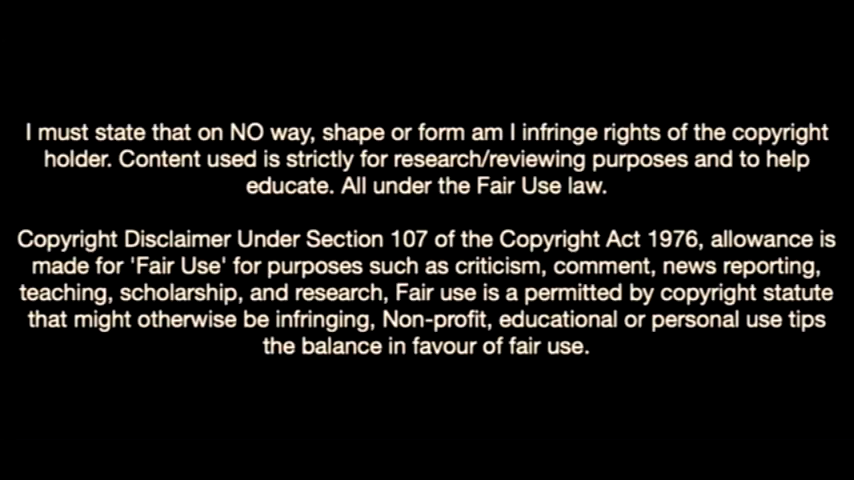 I must state that on NO way, shape or form am I infringe rights of the copyright
holder. Content used is strictly for research/reviewing purposes and to help
educate. All under the Fair Use law.
Copyright Disclaimer Under Section 107 of the Copyright Act 1976, allowance is
made for 'Fair Use' for purposes such as criticism, comment, news reporting,
teaching, scholarship, and research, Fair use is a permitted by copyright statute
that might otherwise be infringing, Non-profit, educational or personal use tips
the balance in favour of fair use.